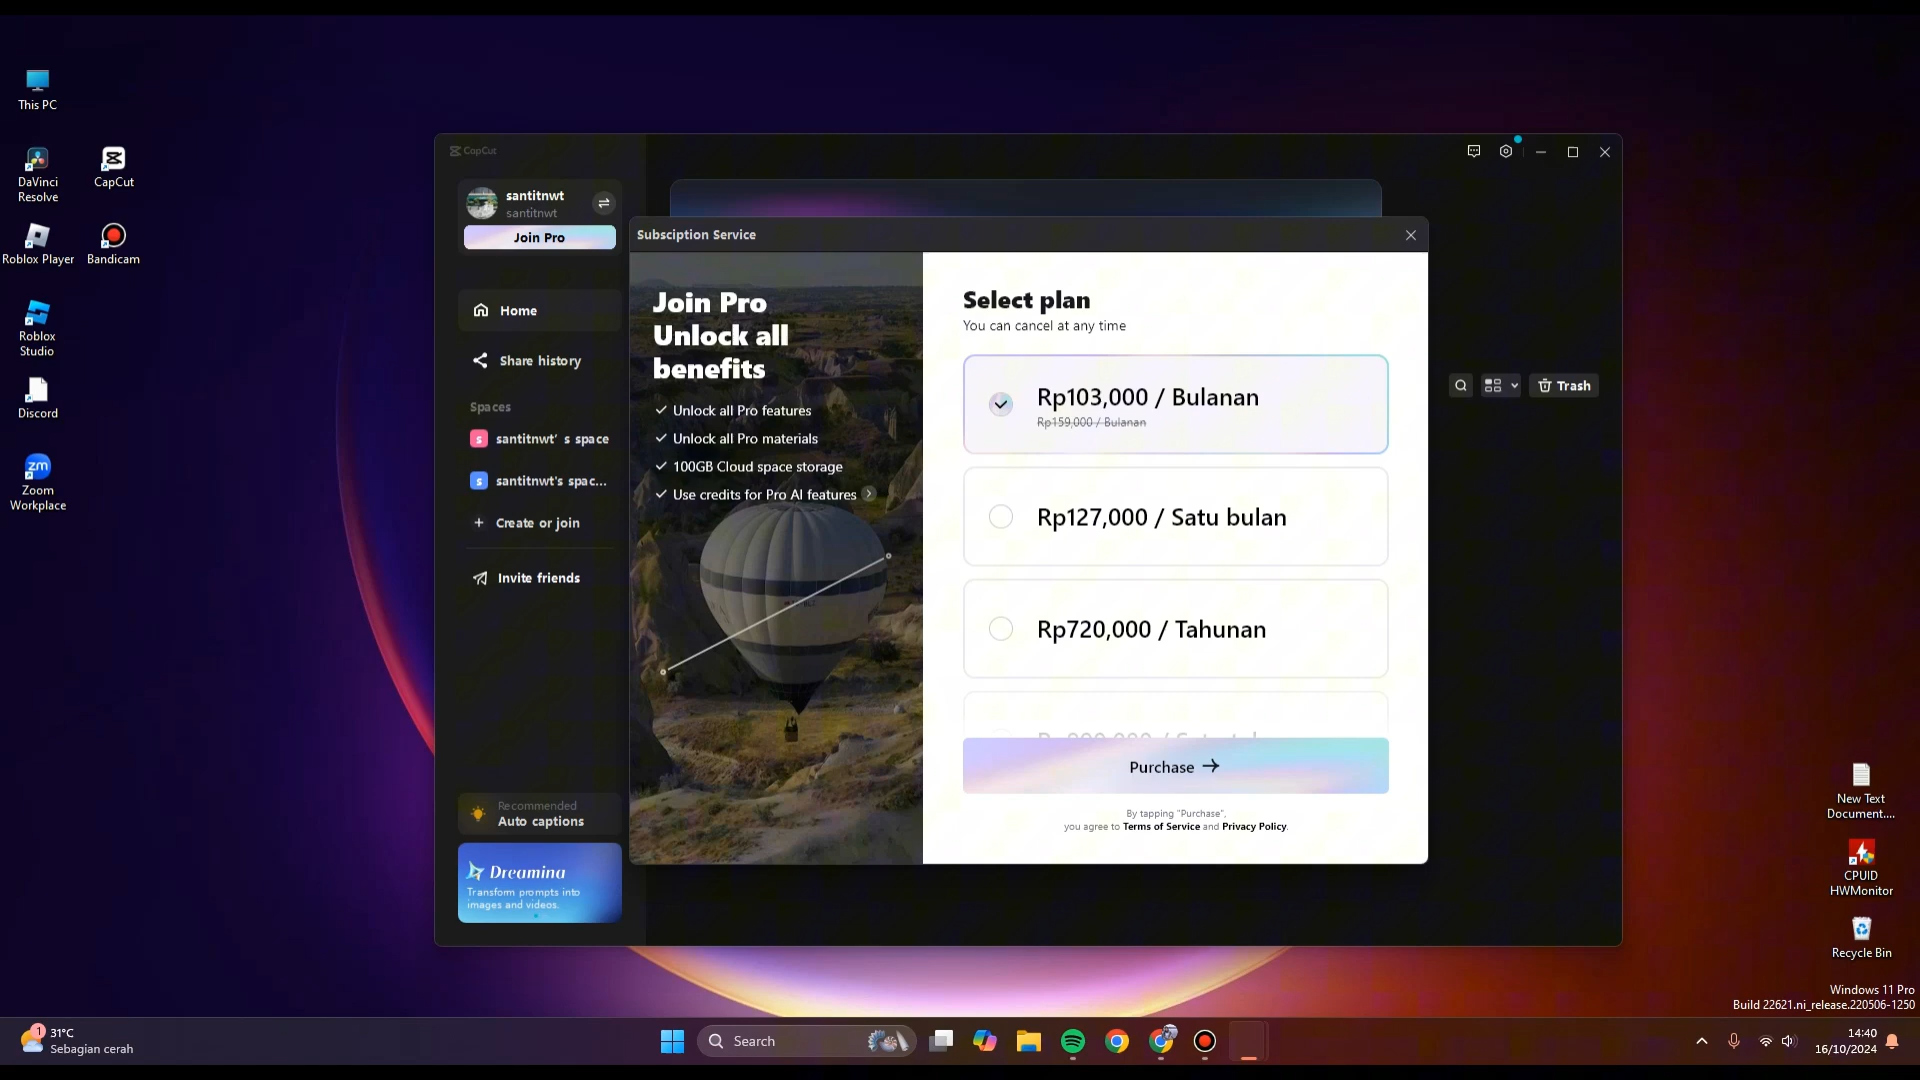 This PC
DaVinci
Resolve
CapCut
Roblox Player
Bandicam
Roblox
Studio
Discord
zm
Zoom
Workplace
CapCut
santitnwt
santitnwt
Join Pro
Home
Share history
Spaces
s santitnwt’ s space
s santitnwt's spac...
+ Create or join
Invite friends
Recommended
Auto captions
Dreamina
Transform prompts into
images and videos.
Subsciption Service
Join Pro
Unlock all
benefits
Unlock all Pro features
Unlock all Pro materials
100GB Cloud space storage
Use credits for Pro AI features
Select plan
You can cancel at any time
Rp103,000 / Bulanan
Rp159,000 / Bulanan
Rp127,000 / Satu bulan
Rp720,000 / Tahunan
Purchase
By tapping "Purchase",
you agree to Terms of Service and Privacy Policy.
Trash
New Text
Document....
CPUID
HWMonitor
Recycle Bin
Windows 11 Pro
Build 22621.ni_release.220506-1250
1
31°C
Sebagian cerah
Search
14:40
16/10/2024